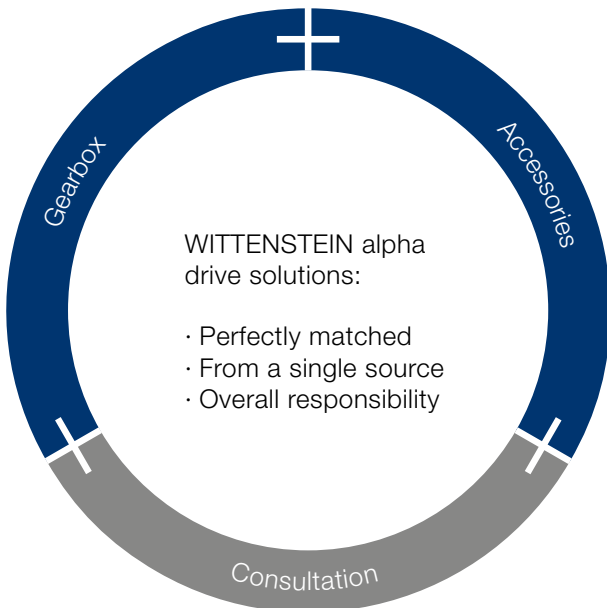 Gearbox
Accessories
WITTENSTEIN alpha
drive solutions:
· Perfectly matched
· From a single source
· Overall responsibility
Consultation